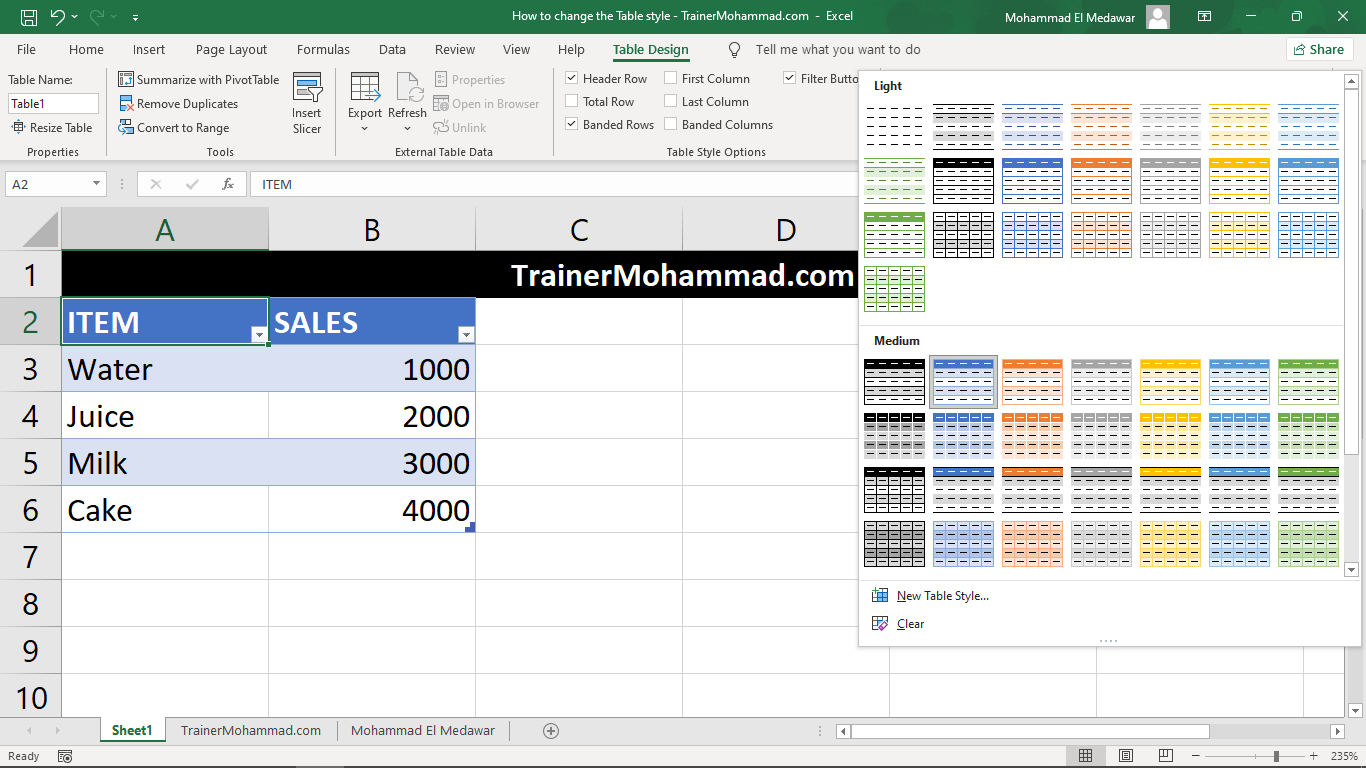 How to change the Table style - TrainerMohammad.com - Excel
Mohammad El Medawar
File Home Insert Page Layout Formulas Data Review View Help Table Design Tell me what you want to do Share
Table Name:
Table1
Resize Table
Properties
Summarize with PivotTable
Remove Duplicates
Convert to Range
Insert
Slicer
Tools
Export
Refresh
Properties
Open in Browser
Unlink
External Table Data
Header Row First Column Filter Butto
Total Row Last Column
Banded Rows Banded Columns
Table Style Options
Light
Medium
New Table Style...
Clear
A2 fx ITEM
A B C D
1 TrainerMohammad.com
2 ITEM SALES
3 Water 1000
4 Juice 2000
5 Milk 3000
6 Cake 4000
7
8
9
10
Sheet1 TrainerMohammad.com Mohammad El Medawar
Ready 235%